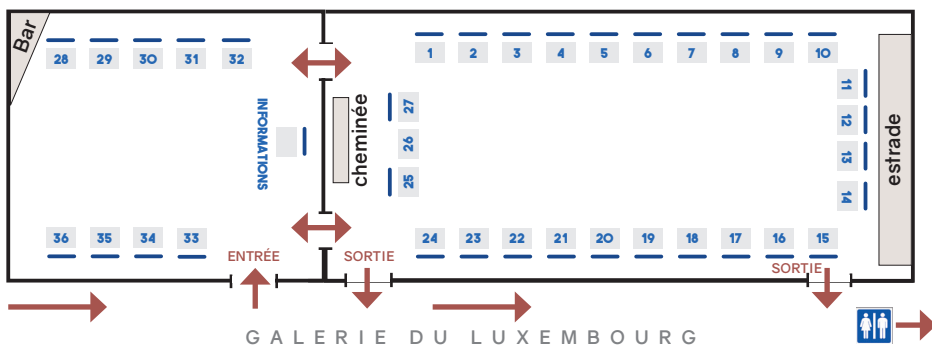 Bar
28 29 30 31 32
1 2 3 4 5 6 7 8 9 10
11
12
13
14
estrade
INFORMATIONS
cheminée
27
26
25
36 35 34 33
24 23 22 21 20 19 18 17 16 15
ENTRÉE
SORTIE
SORTIE
GALERIE DU LUXEMBOURG